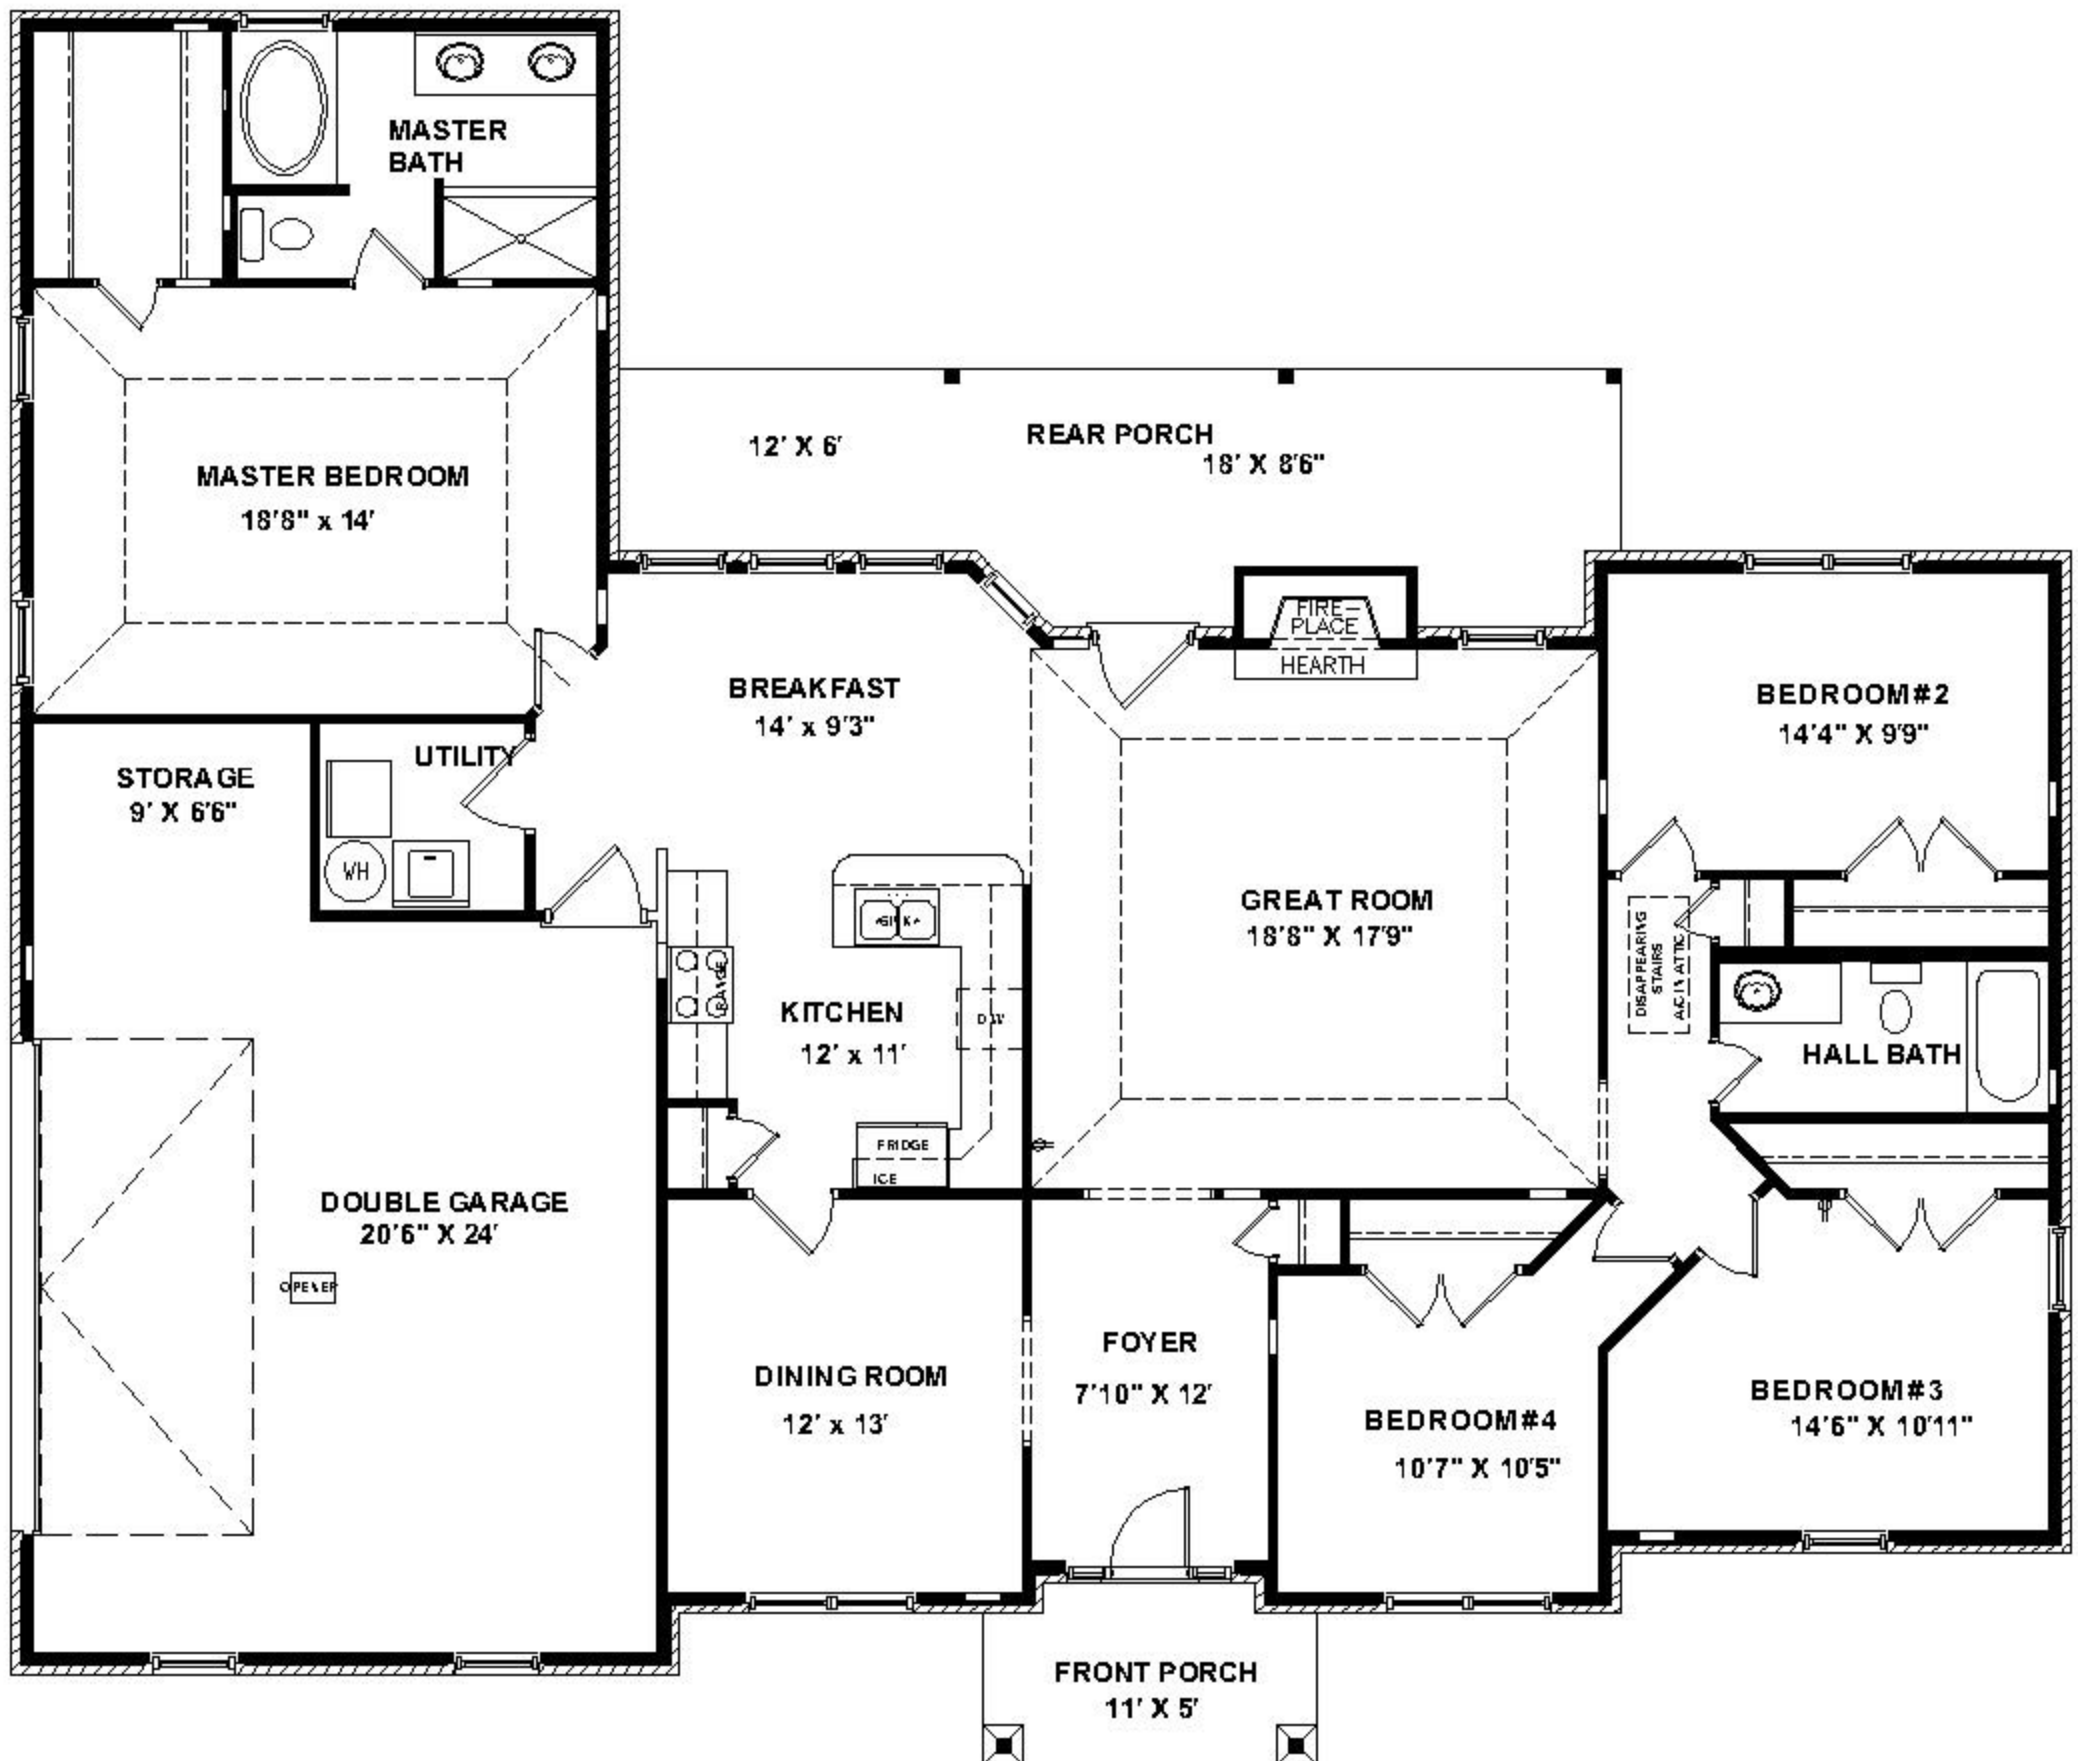 MASTER
BATH
12' X 6'
REAR PORCH
18' X 8'6"
MASTER BEDROOM
18'8" x 14'
FIRE-
PLACE
HEARTH
BREAKFAST
14' x 9'3"
BEDROOM#2
14'4" X 9'9"
UTILITY
STORAGE
9' X 6'6"
WH
GREAT ROOM
18'8" X 17'9"
DISAPPEARING
STAIRS
A/C IN ATTIC
RANGE
KITCHEN
12' x 11'
D/W
HALL BATH
FRIDGE
ICE
DOUBLE GARAGE
20'6" X 24'
OPENER
FOYER
7'10" X 12'
DINING ROOM
12' x 13'
BEDROOM#4
10'7" X 10'5"
BEDROOM#3
14'6" X 10'11"
FRONT PORCH
11' X 5'